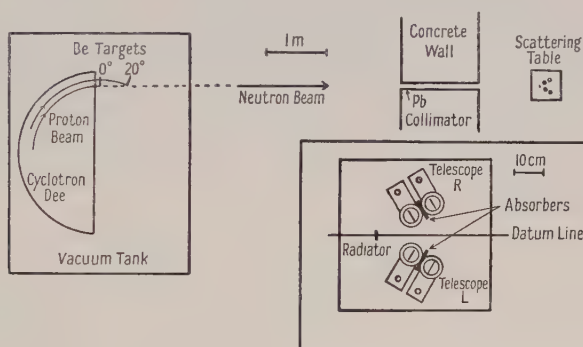 Be Targets
0° 20°
Proton
Beam
Cyclotron
Dee
Vacuum Tank
1m
Neutron Beam
Concrete
Wall
Pb
Collimator
Scattering
Table
10cm
Telescope
R
Absorbers
Datum Line
Radiator
Telescope
L